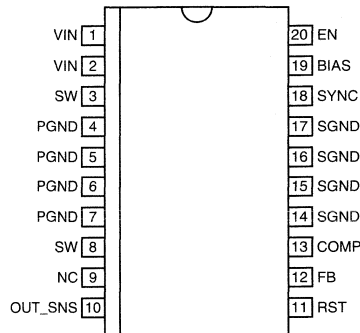 VIN 1 20 EN
VIN 2 19 BIAS
SW 3 18 SYNC
PGND 4 17 SGND
PGND 5 16 SGND
PGND 6 15 SGND
PGND 7 14 SGND
SW 8 13 COMP
NC 9 12 FB
OUT_SNS 10 11 RST